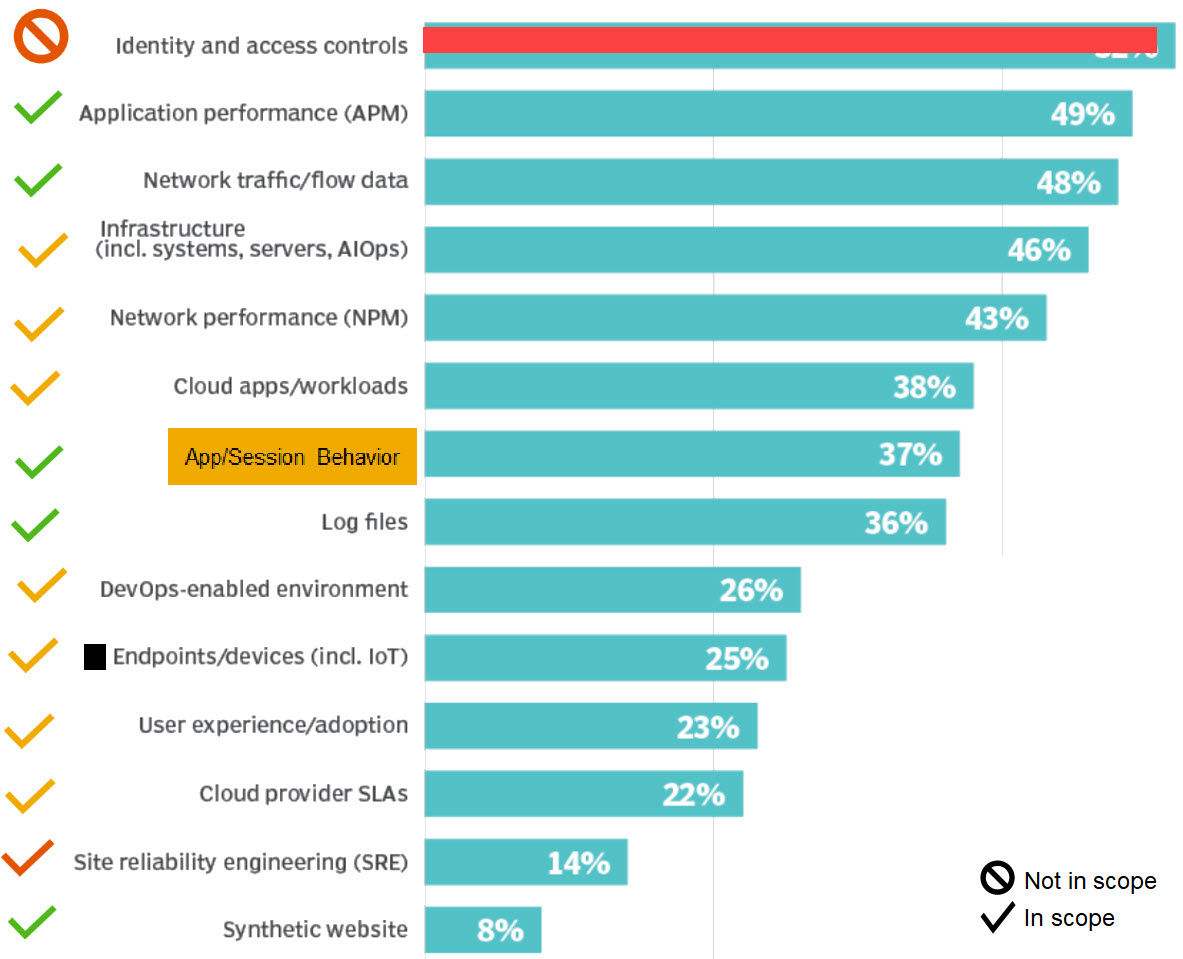 Identity and access controls
Application performance (APM) 49%
Network traffic/flow data 48%
Infrastructure
(incl. systems, servers, AIOps) 46%
Network performance (NPM) 43%
Cloud apps/workloads 38%
App/Session Behavior 37%
Log files 36%
DevOps-enabled environment 26%
Endpoints/devices (incl. IoT) 25%
User experience/adoption 23%
Cloud provider SLAs 22%
Site reliability engineering (SRE) 14%
Synthetic website 8%
Not in scope
In scope